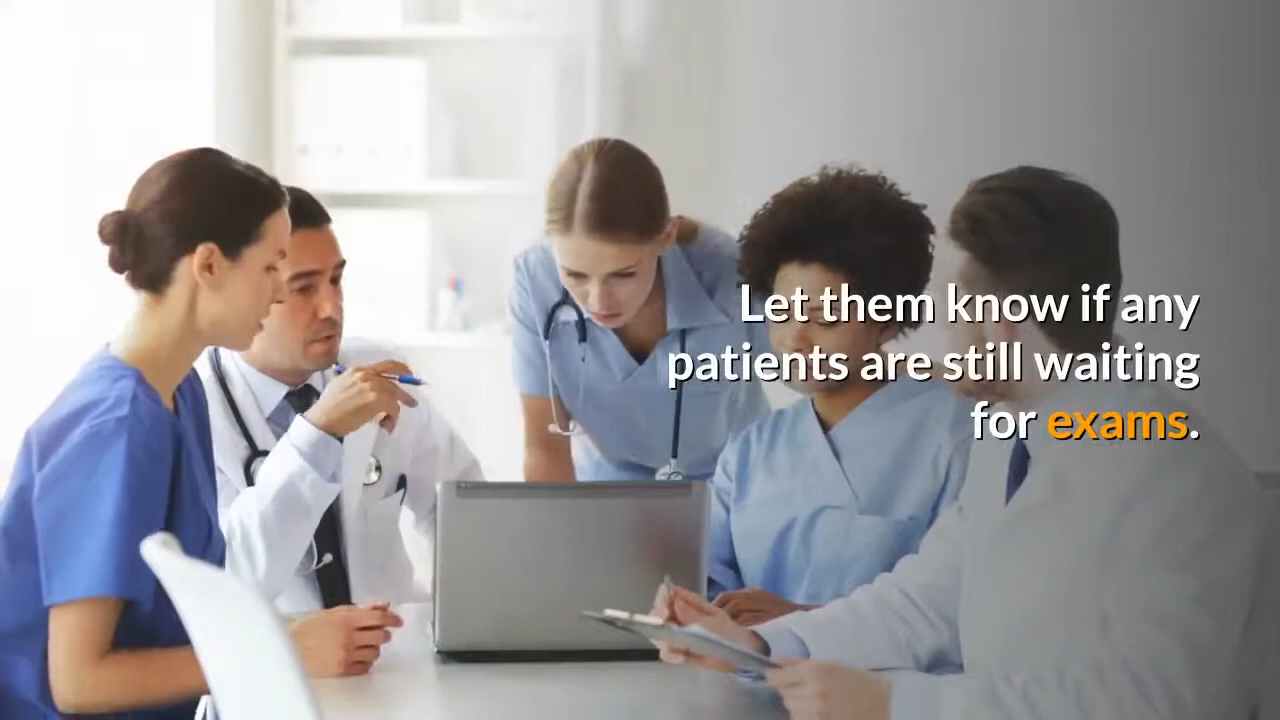 Let them know if any
patients are still waiting
for exams.